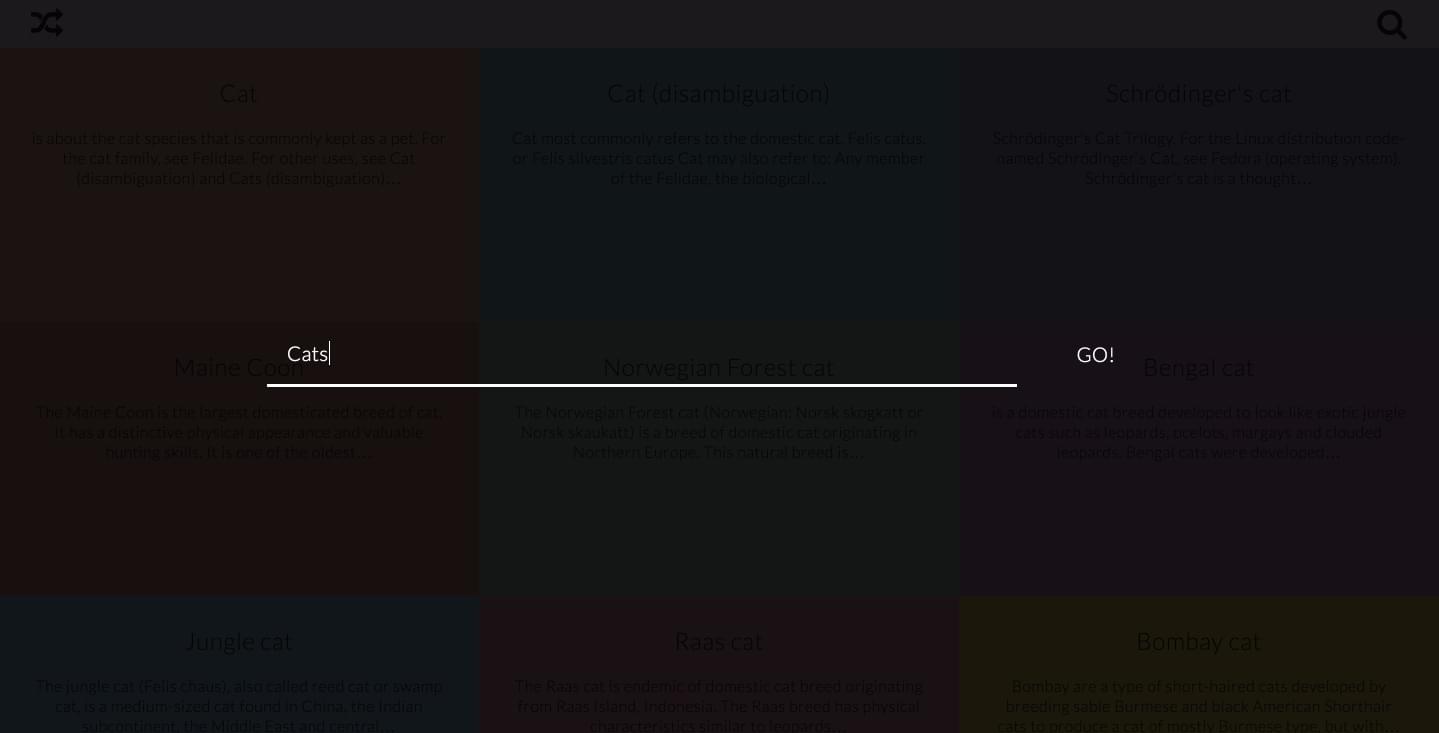 Cat
is about the cat species that is commonly kept as a pet. For
the cat family, see Felidae. For other uses, see Cat
(disambiguation) and Cats (disambiguation)…
Cat (disambiguation)
Cat most commonly refers to the domestic cat, Felis catus,
or Felis silvestris catus Cat may also refer to: Any member
of the Felidae, the biological…
Schrödinger's cat
Schrödinger's Cat Trilogy. For the Linux distribution code-
named Schrödinger's Cat, see Fedora (operating system).
Schrödinger's cat is a thought…
Cats
GO!
Maine Coon
The Maine Coon is the largest domesticated breed of cat.
It has a distinctive physical appearance and valuable
hunting skills. It is one of the oldest…
Norwegian Forest cat
The Norwegian Forest cat (Norwegian: Norsk skogkatt or
Norsk skaukatt) is a breed of domestic cat originating in
Northern Europe. This natural breed is…
Bengal cat
is a domestic cat breed developed to look like exotic jungle
cats such as leopards, ocelots, margays and clouded
leopards. Bengal cats were developed…
Jungle cat
The jungle cat (Felis chaus), also called reed cat or swamp
cat, is a medium-sized cat found in China, the Indian
subcontinent, the Middle East and central…
Raas cat
The Raas cat is endemic of domestic cat breed originating
from Raas Island, Indonesia. The Raas breed has physical
characteristics similar to leopards…
Bombay cat
Bombay are a type of short-haired cats developed by
breeding sable Burmese and black American Shorthair
cats to produce a cat of mostly Burmese type, but with…